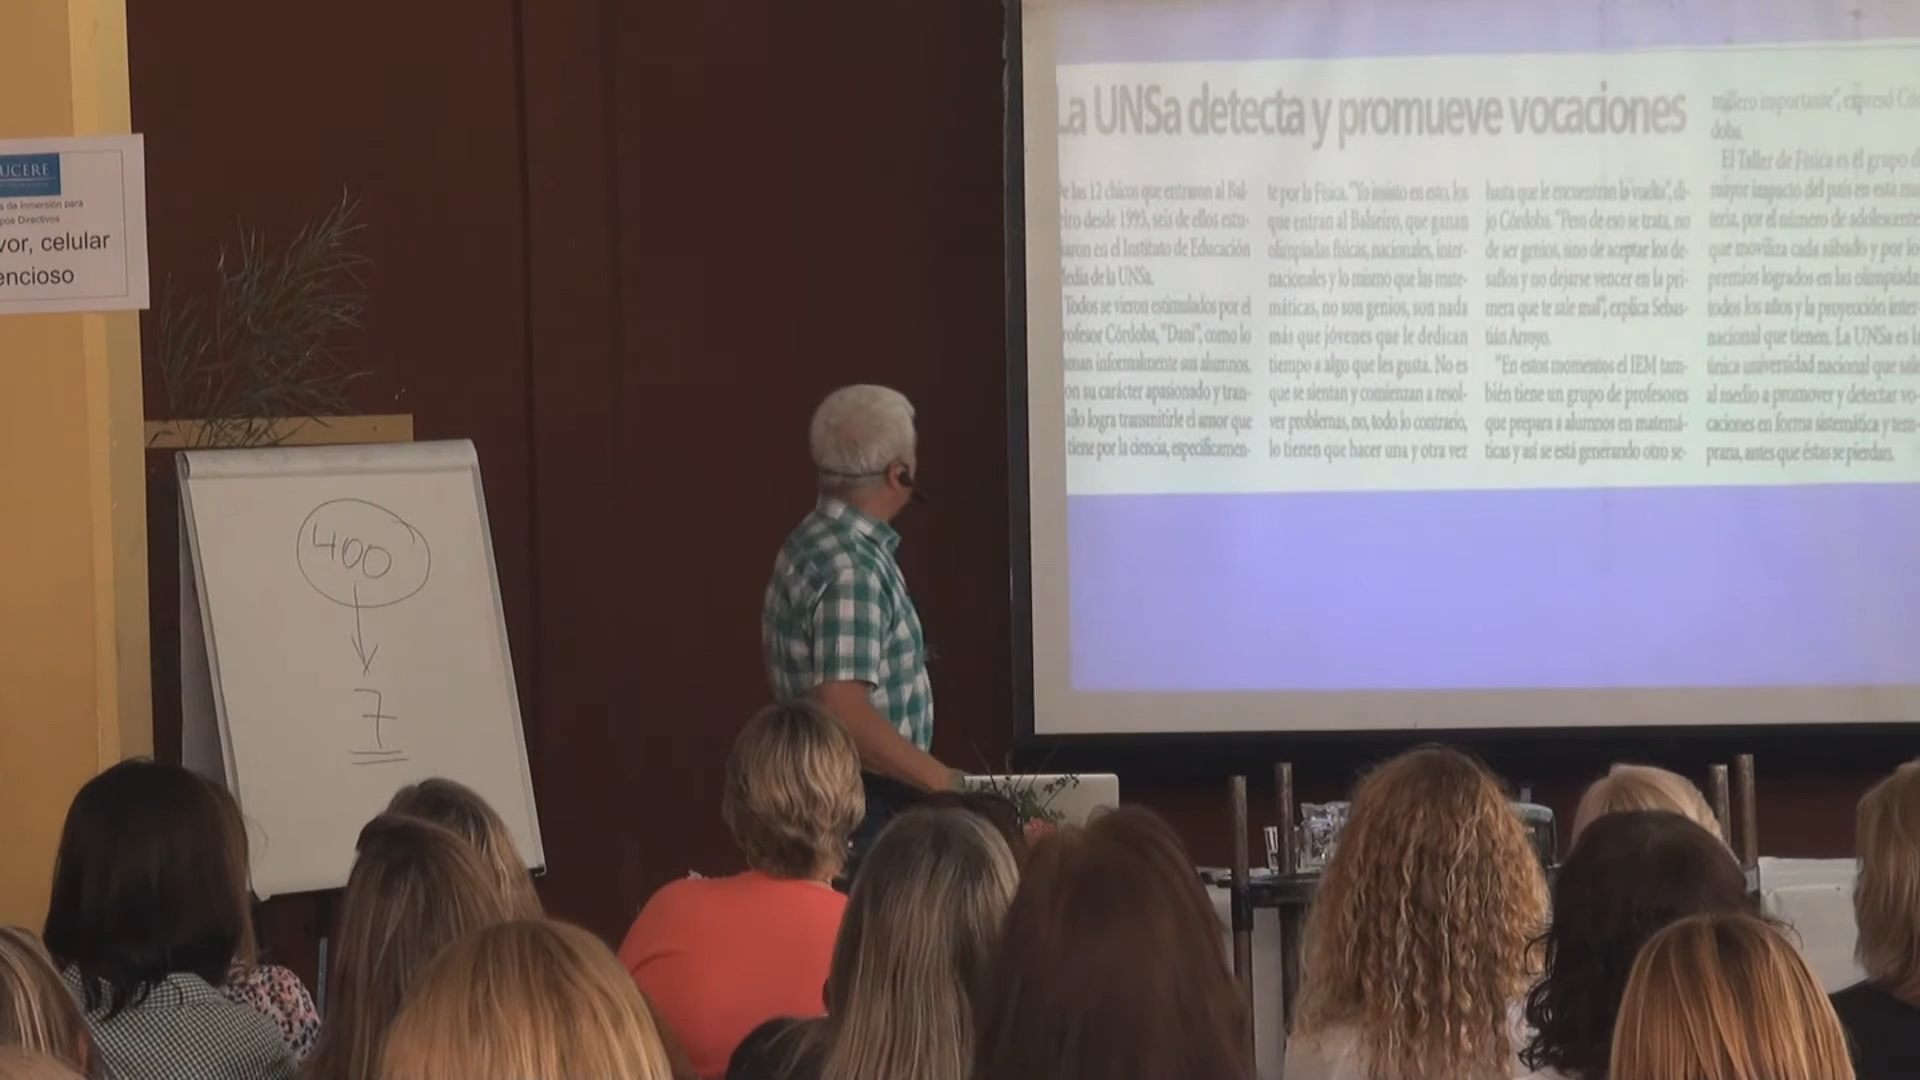 UCERE
s de Inmersión para
pos Directivos
vor, celular
encioso
400
7
La UNSa detecta y promueve vocaciones
e las 12 chicos que entraron al Bal-
iro desde 1995, seis de ellos estu-
aron en el Instituto de Educación
edia de la UNSa.
Todos se vieron estimulados por el
rofesor Córdoba, "Dani", como lo
aman informalmente sus alumnos.
on su carácter apasionado y tran-
uilo logra transmitirle el amor que
tiene por la ciencia, específicamen-
te por la Física. "Yo insisto en esto, los
que entran al Balseiro, que ganan
olimpíadas físicas, nacionales, inter-
nacionales y lo mismo que las mate-
máticas, no son genios, son nada
más que jóvenes que le dedican
tiempo a algo que les gusta. No es
que se sientan y comienzan a resol-
ver problemas, no, todo lo contrario,
lo tienen que hacer una y otra vez
hasta que le encuentran la vuelta", di-
jo Córdoba. "Pero de eso se trata, no
de ser genios, sino de aceptar los de-
safíos y no dejarse vencer en la pri-
mera que te sale mal", explica Sebas-
tián Arroyo.
"En estos momentos el IEM tam-
bién tiene un grupo de profesores
que prepara a alumnos en matemá-
ticas y así se está generando otro se-
millero importante", expresó Cór
doba.
El Taller de Física es el grupo d
mayor impacto del país en esta ma
teria, por el número de adolescente
que moviliza cada sábado y por los
premios logrados en las olimpíadas
todos los años y la proyección inter-
nacional que tienen. La UNSa es la
única universidad nacional que sale
al medio a promover y detectar vo-
caciones en forma sistemática y tem-
prana, antes que éstas se pierdan.